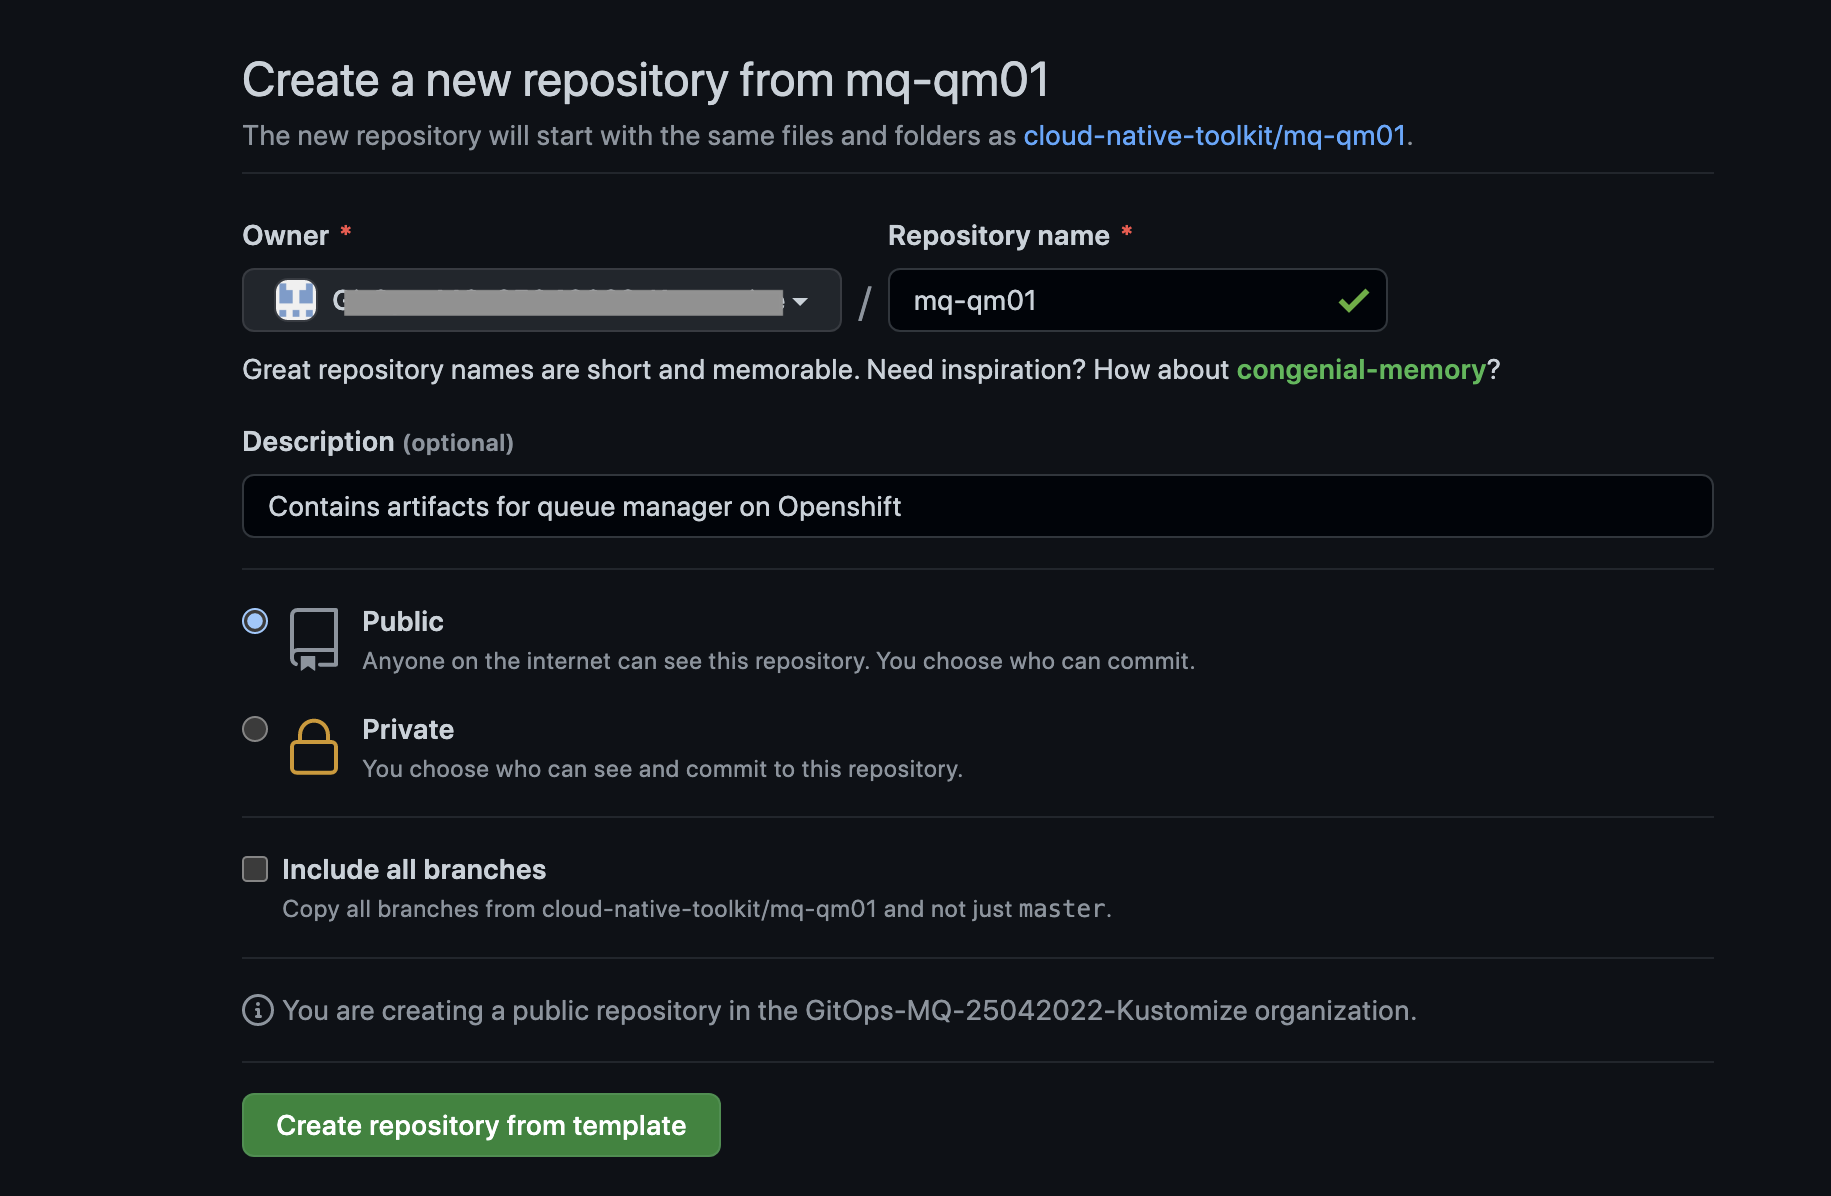 Create a new repository from mq-qm01
The new repository will start with the same files and folders as cloud-native-toolkit/mq-qm01.
Owner *
Repository name *
/
mq-qm01
Great repository names are short and memorable. Need inspiration? How about congenial-memory?
Description (optional)
Contains artifacts for queue manager on Openshift
Public
Anyone on the internet can see this repository. You choose who can commit.
Private
You choose who can see and commit to this repository.
Include all branches
Copy all branches from cloud-native-toolkit/mq-qm01 and not just master.
You are creating a public repository in the GitOps-MQ-25042022-Kustomize organization.
Create repository from template